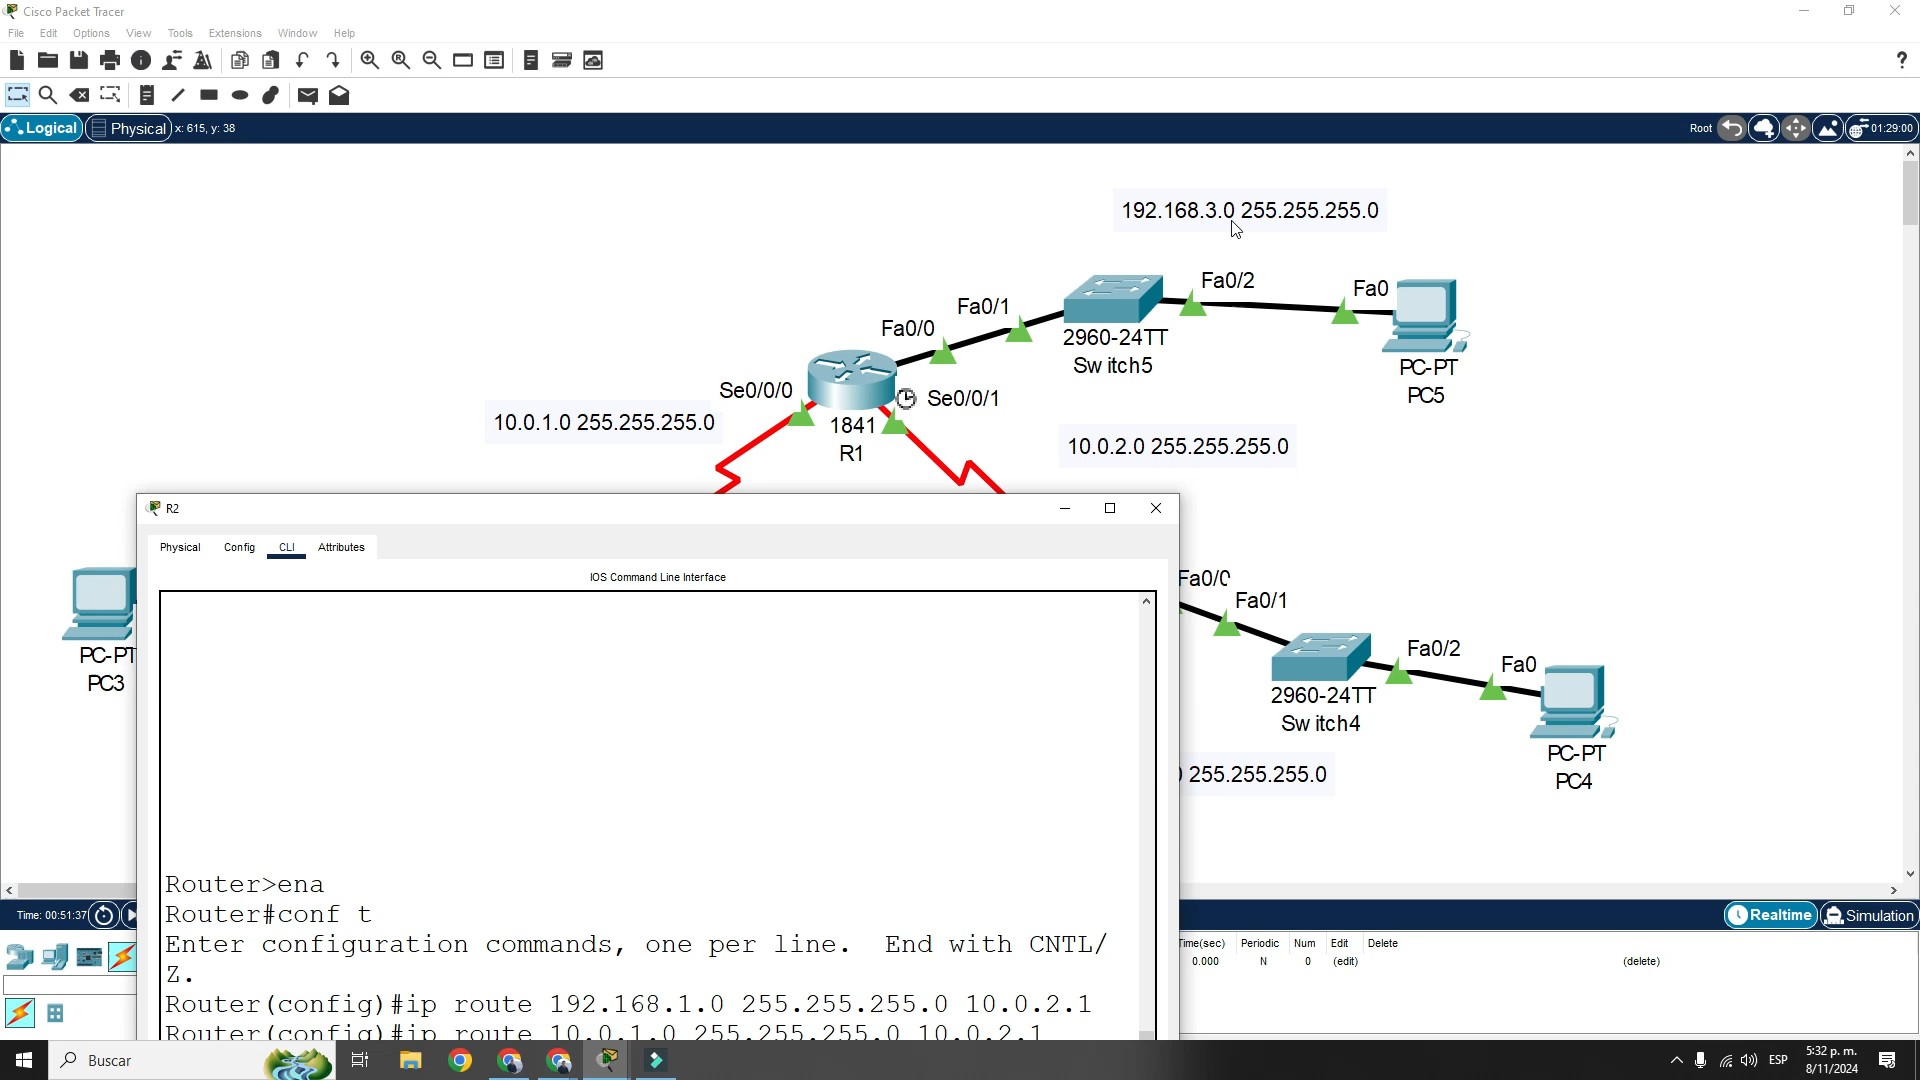 Cisco Packet Tracer
File Edit Options View Tools Extensions Window Help
Logical Physical x: 615, y: 38
Root 01:29:00
192.168.3.0 255.255.255.0
Fa0/2
Fa0
Fa0/1
Fa0/0
2960-24TT
Switch5
PC-PT
PC5
Se0/0/0
Se0/0/1
10.0.1.0 255.255.255.0
1841
R1
10.0.2.0 255.255.255.0
R2
Physical Config CLI Attributes
IOS Command Line Interface
Fa0/0
Fa0/1
Fa0/2
Fa0
PC-PT
PC3
2960-24TT
Switch4
PC-PT
PC4
255.255.255.0
Router>ena
Router#conf t
Enter configuration commands, one per line.  End with CNTL/
Z.
Router(config)#ip route 192.168.1.0 255.255.255.0 10.0.2.1
Router(config)#ip route 10.0.1.0 255.255.255.0 10.0.2.1
Time: 00:51:37
Realtime Simulation
Time(sec) Periodic Num Edit Delete
0.000 N 0 (edit) (delete)
Buscar
ESP
5:32 p. m.
8/11/2024